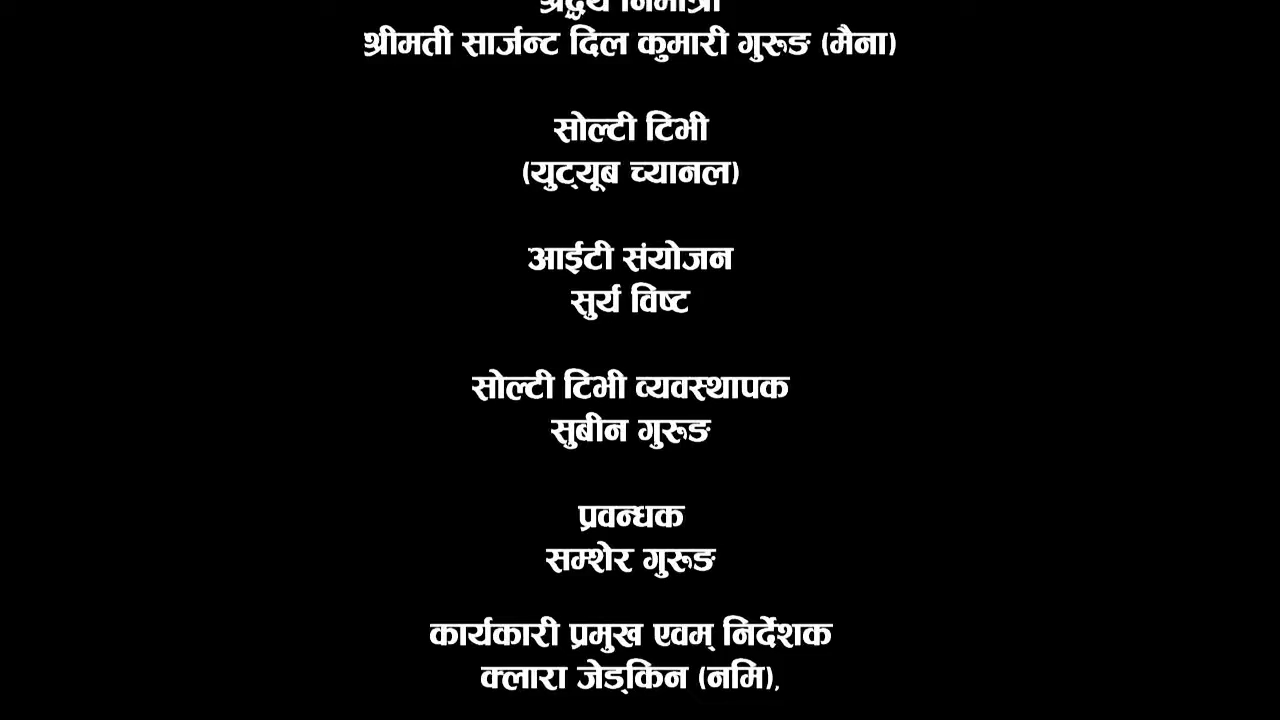 श्रीमती सार्जन्ट दिल कुमारी गुरुङ (मैना)
सोल्टी टिभी
(युट्यूब च्यानल)
आईटी संयोजन
सुर्य विष्ट
सोल्टी टिभी व्यवस्थापक
सुबीन गुरुङ
प्रवन्धक
सम्शेर गुरुङ
कार्यकारी प्रमुख एवम् निर्देशक
क्लारा जेड्किन (नमि),